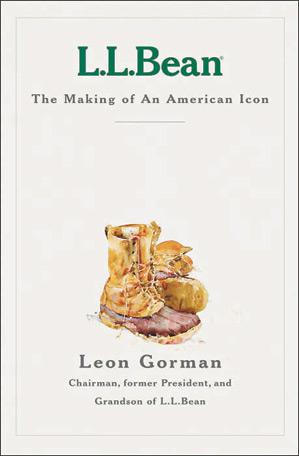 L.L.Bean®
The Making of An American Icon
Leon Gorman
Chairman, former President, and
Grandson of L.L.Bean